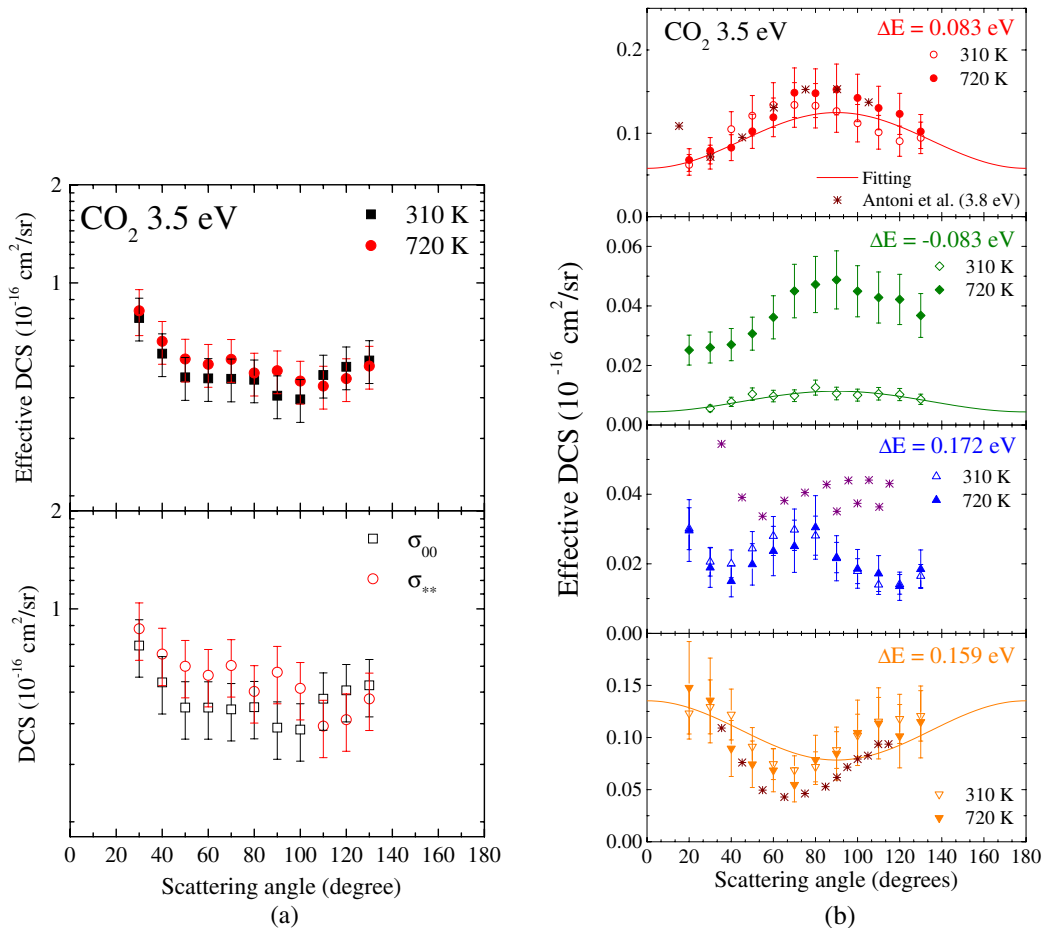 CO2 3.5 eV
310 K
720 K
2
1
Effective DCS (10^-16 cm^2/sr)
2
σ00
σ**
1
DCS (10^-16 cm^2/sr)
0 20 40 60 80 100 120 140 160 180
Scattering angle (degree)
(a)
CO2 3.5 eV
ΔE = 0.083 eV
310 K
720 K
0.2
0.1
0.0
Fitting
Antoni et al. (3.8 eV)
ΔE = -0.083 eV
310 K
720 K
0.06
0.04
0.02
0.00
Effective DCS (10^-16 cm^2/sr)
ΔE = 0.172 eV
310 K
720 K
0.04
0.02
0.00
ΔE = 0.159 eV
0.15
0.10
0.05
0.00
310 K
720 K
0 20 40 60 80 100 120 140 160 180
Scattering angle (degrees)
(b)